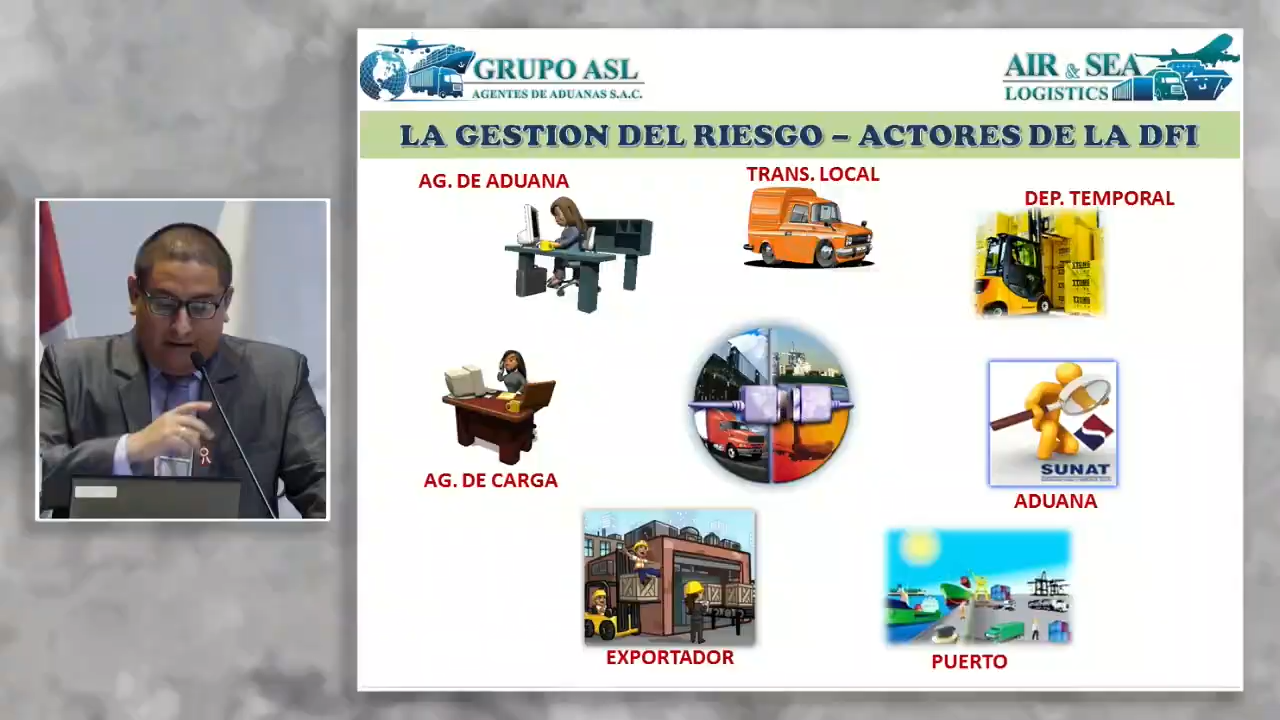 GRUPO ASL
AGENTES DE ADUANAS S.A.C.
AIR & SEA
LOGISTICS
LA GESTION DEL RIESGO – ACTORES DE LA DFI
AG. DE ADUANA
TRANS. LOCAL
DEP. TEMPORAL
AG. DE CARGA
SUNAT
ADUANA
EXPORTADOR
PUERTO